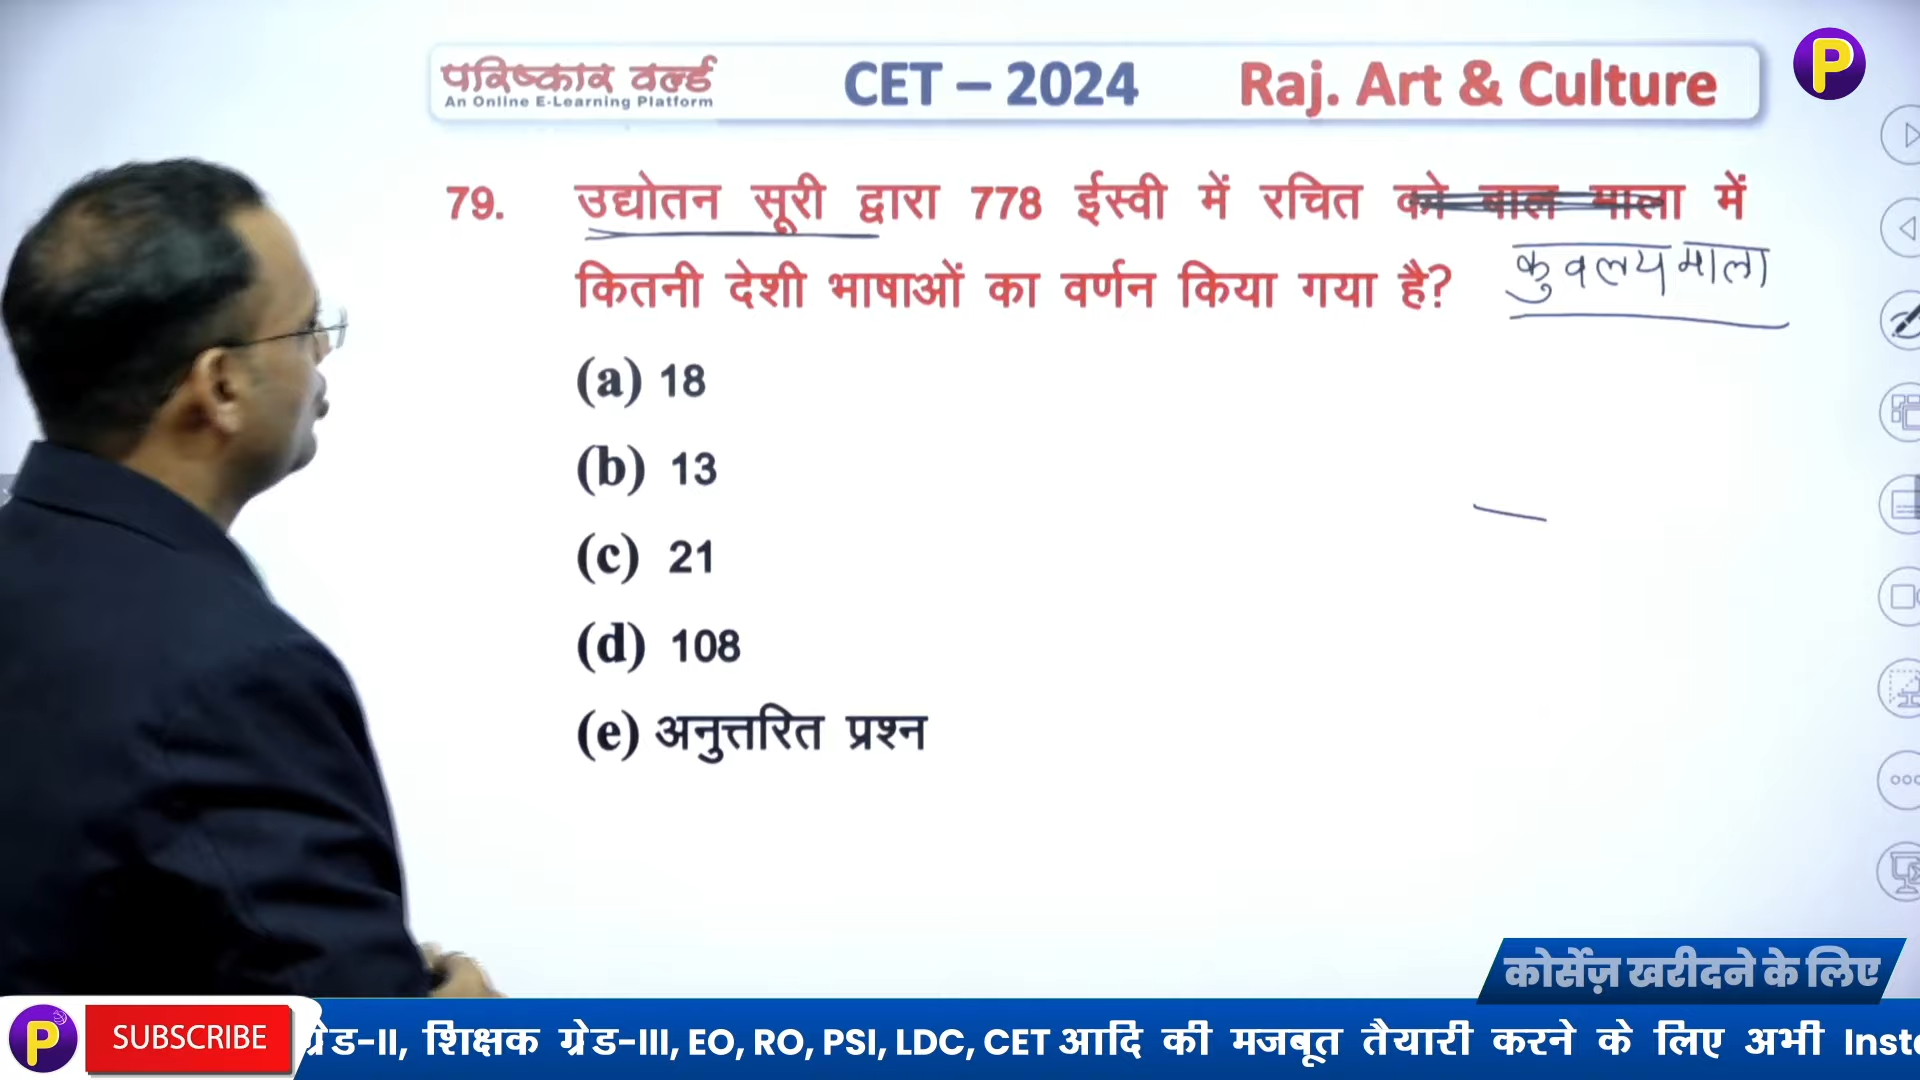 परिष्कार वर्ल्ड CET – 2024 Raj. Art & Culture
An Online E-Learning Platform
P
79. उद्योतन सूरी द्वारा 778 ईस्वी में रचित को बाल माला में
कुवलयमाला
कितनी देशी भाषाओं का वर्णन किया गया है?
(a) 18
(b) 13
(c) 21
(d) 108
(e) अनुत्तरित प्रश्न
कोर्सेज़ खरीदने के लिए
P SUBSCRIBE ग्रेड-II, शिक्षक ग्रेड-III, EO, RO, PSI, LDC, CET आदि की मजबूत तैयारी करने के लिए अभी